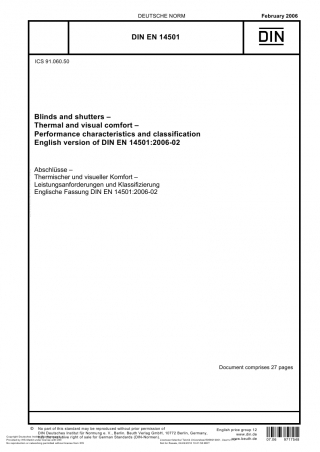 DEUTSCHE NORM
February 2006
DIN EN 14501
DIN
ICS 91.060.50
Blinds and shutters –
Thermal and visual comfort –
Performance characteristics and classification
English version of DIN EN 14501:2006-02
Abschlüsse –
Thermischer und visueller Komfort –
Leistungsanforderungen und Klassifizierung
Englische Fassung DIN EN 14501:2006-02
Document comprises 27 pages
© No part of this standard may be reproduced without prior permission of
DIN Deutsches Institut für Normung e. V., Berlin. Beuth Verlag GmbH, 10772 Berlin, Germany,
has the exclusive right of sale for German Standards (DIN-Normen).
English price group 12
www.din.de
www.beuth.de